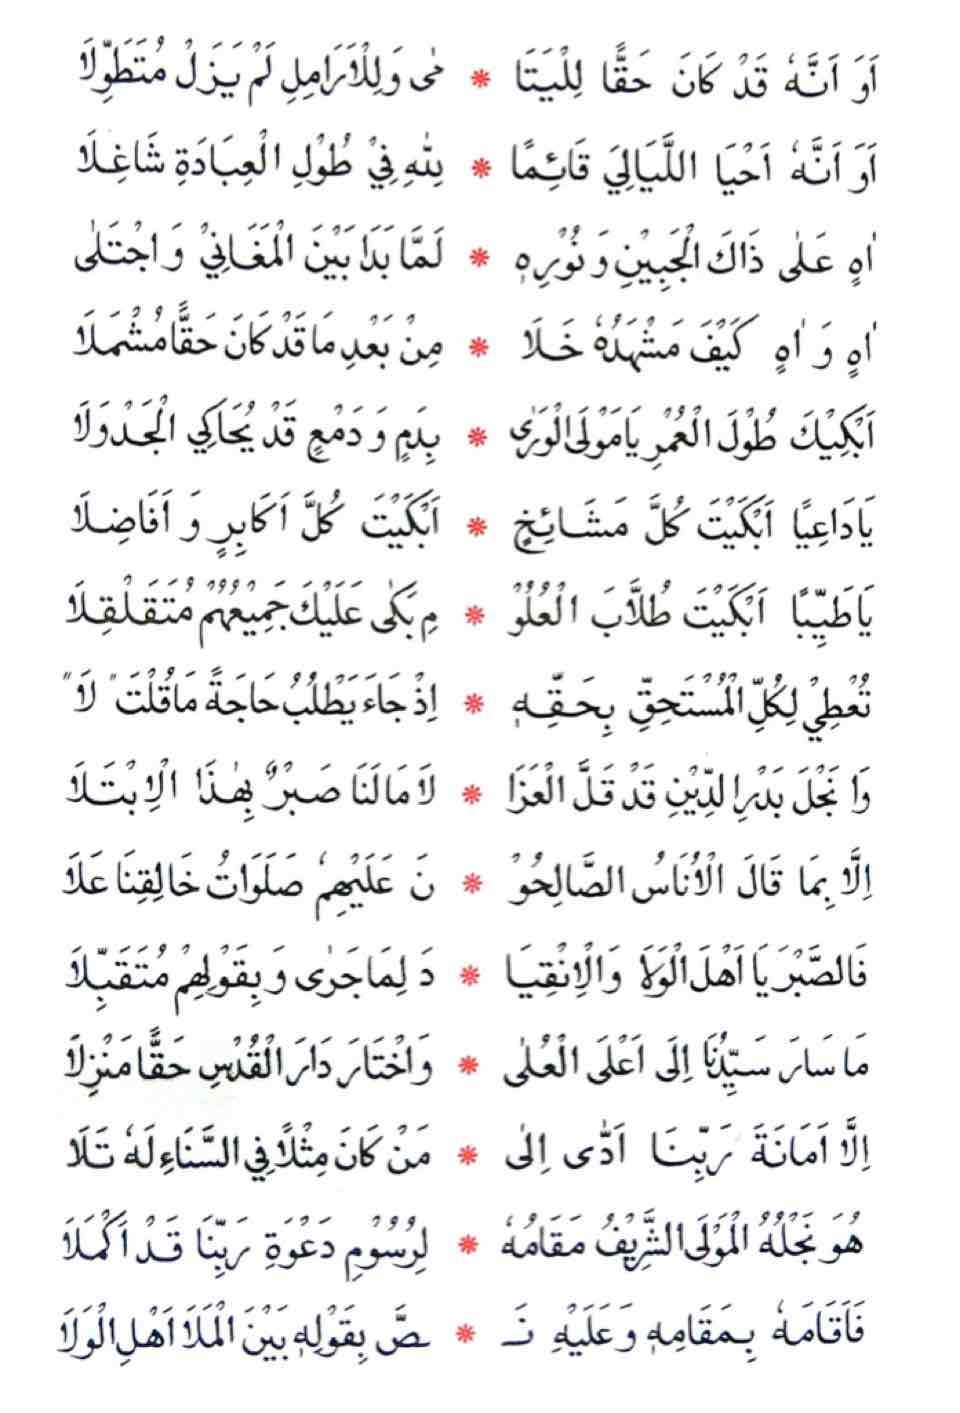 اَوَ اَنَّهٗ قَدْ كَانَ حَقًّا لِلْيَتَا * مٰى وَلِلْاَرَامِلِ لَمْ يَزَلْ مُتَطَوِّلَا
اَوَ اَنَّهٗ اَحْيَا اللَّيَالِيَ قَائِمًا * لِلّٰهِ فِيْ طُوْلِ الْعِبَادَةِ شَاغِلَا
اٰهٍ عَلٰى ذَاكَ الْجَبِيْنِ وَ نُوْرِهٖ * لَمَّا بَدَا بَيْنَ الْمَغَانِيْ وَ اجْتَلٰى
اٰهٍ وَ اٰهٍ كَيْفَ مَشْهَدُهٗ خَلَا * مِنْ بَعْدِ مَا قَدْ كَانَ حَقًّا مُشْمَلَا
اَبْكِيْكَ طُوْلَ الْعُمْرِ يَا مَوْلَى الْوَرٰى * بِدَمٍ وَ دَمْعٍ قَدْ يُحَاكِي الْجَدْوَلَا
يَا دَاعِيًا اَبْكَيْتَ كُلَّ مَشَائِخٍ * اَبْكَيْتَ كُلَّ اَكَابِرٍ وَ اَفَاضِلَا
يَا طَيِّبًا اَبْكَيْتَ طُلَّابَ الْعُلُوْ * مِ بَكٰى عَلَيْكَ جَمِيْعُهُمْ مُتَقَلْقِلَا
تُعْطِيْ لِكُلِّ الْمُسْتَحِقِّ بِحَقِّهٖ * اِذْ جَاءَ يَطْلُبُ حَاجَةً مَا قُلْتَ "لَا"
وَا نَجْلَ بَدْرِ الدِّيْنِ قَدْ قَلَّ الْعَزَا * لَا مَا لَنَا صَبْرٌ بِهٰذَا الْاِبْتَلَا
اِلَّا بِمَا قَالَ الْاُنَاسُ الصَّالِحُوْ * نَ عَلَيْهِمُ صَلَوَاتُ خَالِقِنَا عَلَا
فَالصَّبْرَ يَا اَهْلَ الْوَلَا وَالْاِنْقِيَا * دَ لِمَا جَرٰى وَ بِقَوْلِهِمْ مُتَقَبِّلَا
مَا سَارَ سَيِّدُنَا اِلَى اَعْلَى الْعُلٰى * وَ اخْتَارَ دَارَ الْقُدْسِ حَقًّا مَنْزِلًا
اِلَّا اَمَانَةَ رَبِّنَا اَدّٰى اِلٰى * مَنْ كَانَ مِثْلًا فِي السَّنَاءِ لَهٗ تَلَا
هُوَ نَجْلُهُ الْمَوْلَى الشَّرِيْفُ مَقَامُهٗ * لِرُسُوْمِ دَعْوَةِ رَبِّنَا قَدْ اَكْمَلَا
فَاَقَامَهٗ بِمَقَامِهٖ وَ عَلَيْهِ نَـ * ـصَّ بِقَوْلِهٖ بَيْنَ الْمَلَا اَهْلِ الْوَلَا